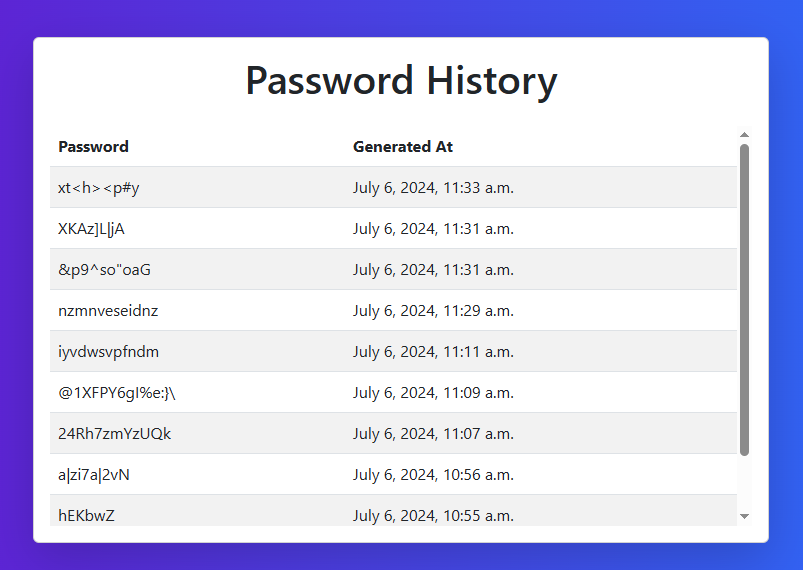 Password History
Password Generated At
xt<h><p#y July 6, 2024, 11:33 a.m.
XKAz]L|jA July 6, 2024, 11:31 a.m.
&p9^so"oaG July 6, 2024, 11:31 a.m.
nzmnveseidnz July 6, 2024, 11:29 a.m.
iyvdwsvpfndm July 6, 2024, 11:11 a.m.
@1XFPY6gI%e:}\ July 6, 2024, 11:09 a.m.
24Rh7zmYzUQk July 6, 2024, 11:07 a.m.
a|zi7a|2vN July 6, 2024, 10:56 a.m.
hEKbwZ July 6, 2024, 10:55 a.m.